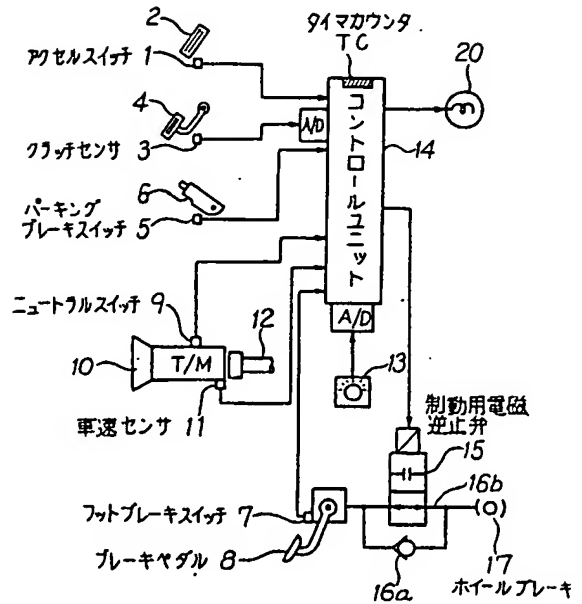 2
タイマカウンタ
TC
20
アクセルスイッチ 1
4
A/D
コントロールユニット
14
クラッチセンサ 3
6
パーキング
ブレーキスイッチ 5
ニュートラルスイッチ
9
12
A/D
10
T/M
13
車速センサ 11
制動用電磁
逆止弁
15
16b
フットブレーキスイッチ 7
ブレーキペダル 8
16a
17
ホイールブレーキ